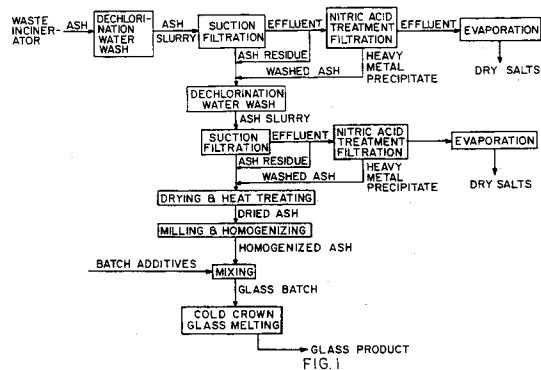 WASTE
INCINER-
ATOR
ASH
DECHLORI-
NATION
WATER
WASH
ASH
SLURRY
SUCTION
FILTRATION
EFFLUENT
NITRIC ACID
TREATMENT
FILTRATION
EFFLUENT
EVAPORATION
DRY SALTS
ASH RESIDUE
WASHED ASH
HEAVY
METAL
PRECIPITATE
DECHLORINATION
WATER WASH
ASH SLURRY
SUCTION
FILTRATION
EFFLUENT
NITRIC ACID
TREATMENT
FILTRATION
EVAPORATION
DRY SALTS
ASH RESIDUE
WASHED ASH
HEAVY
METAL
PRECIPITATE
DRYING & HEAT TREATING
DRIED ASH
MILLING & HOMOGENIZING
HOMOGENIZED ASH
BATCH ADDITIVES
MIXING
GLASS BATCH
COLD CROWN
GLASS MELTING
GLASS PRODUCT
FIG.1